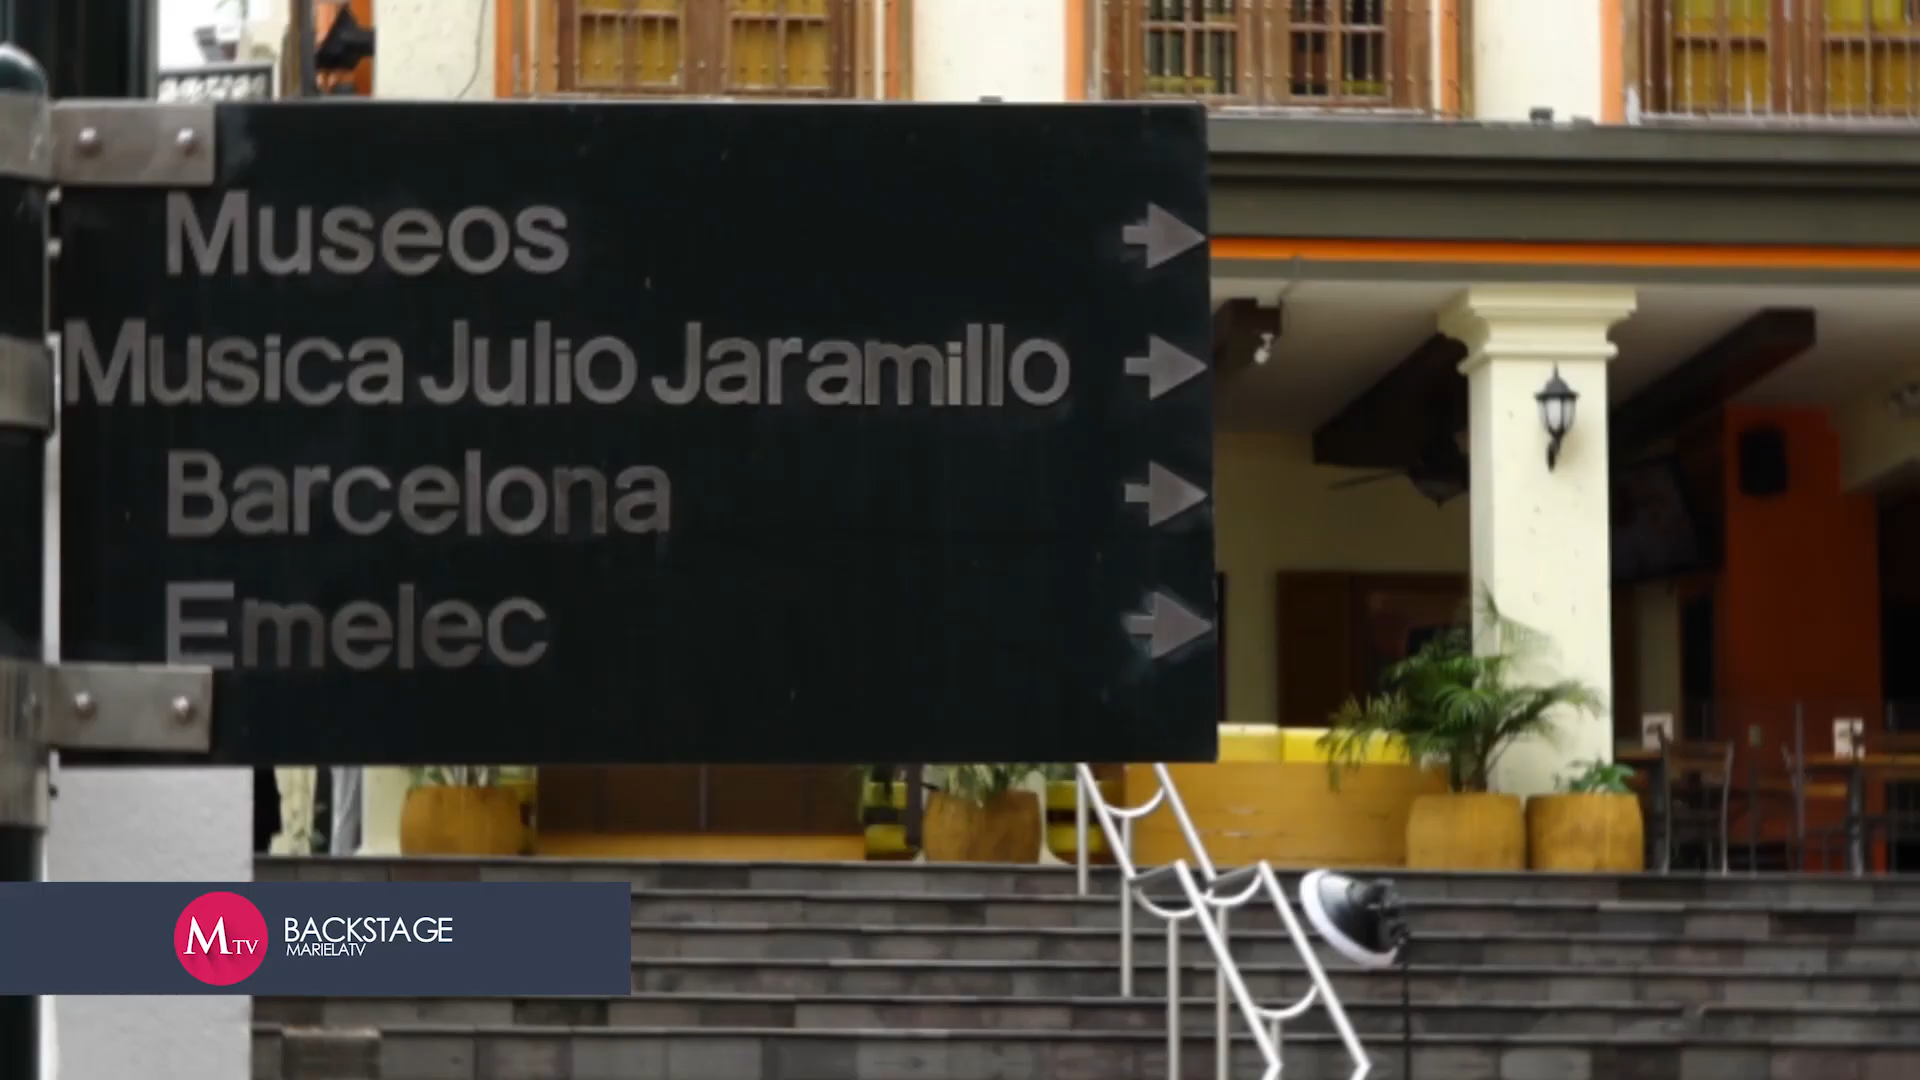 Museos
Musica Julio Jaramillo
Barcelona
Emelec
MTV BACKSTAGE
MARIELATV